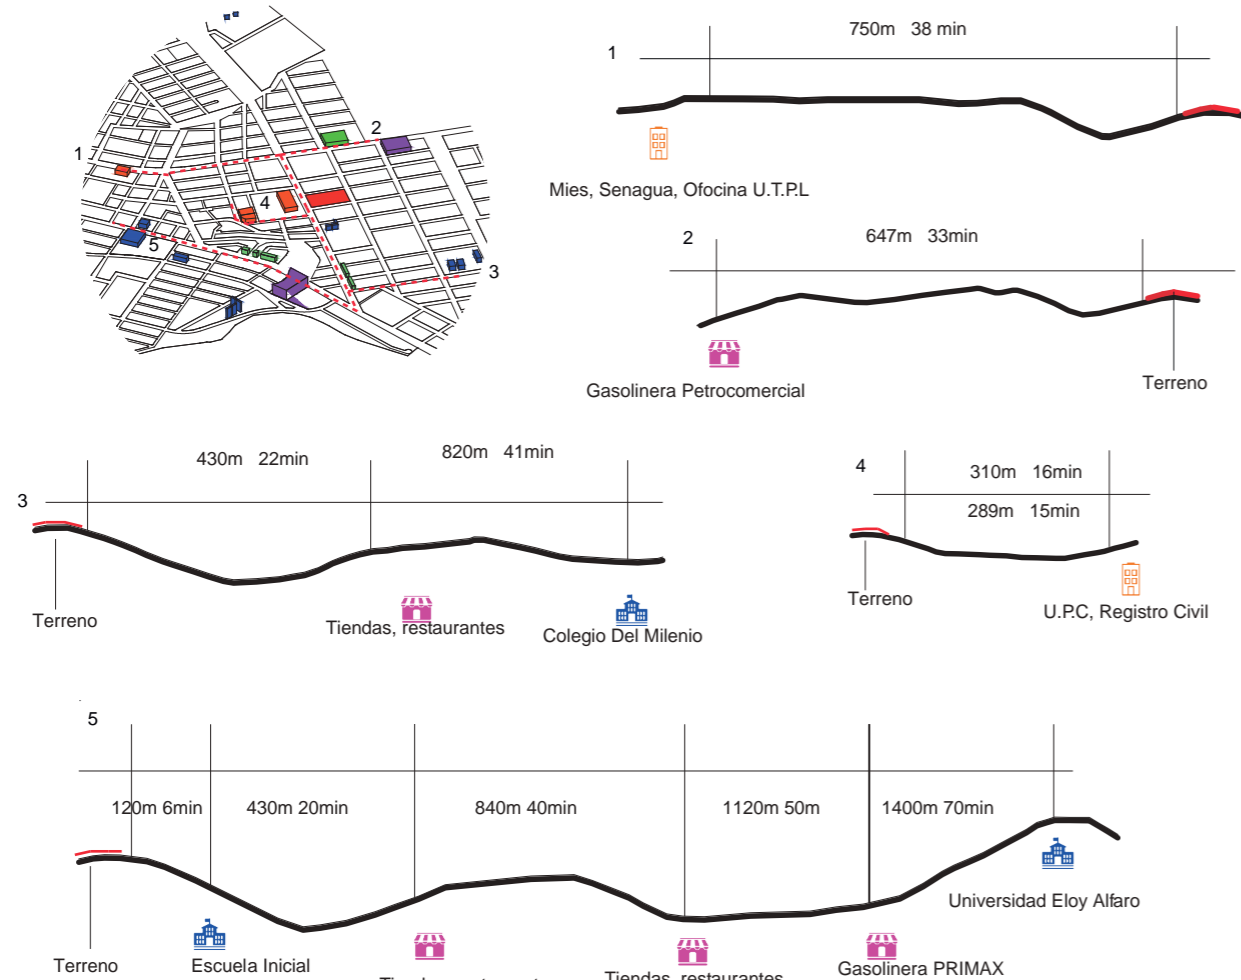 1
2
3
4
5
1
750m 38 min
Mies, Senagua, Ofocina U.T.P.L
2
647m 33min
Gasolinera Petrocomercial
Terreno
3
430m 22min
820m 41min
Terreno
Tiendas, restaurantes
Colegio Del Milenio
4
310m 16min
289m 15min
Terreno
U.P.C, Registro Civil
5
120m 6min
430m 20min
840m 40min
1120m 50m
1400m 70min
Universidad Eloy Alfaro
Terreno
Escuela Inicial
Tiendas, restaurantes
Gasolinera PRIMAX